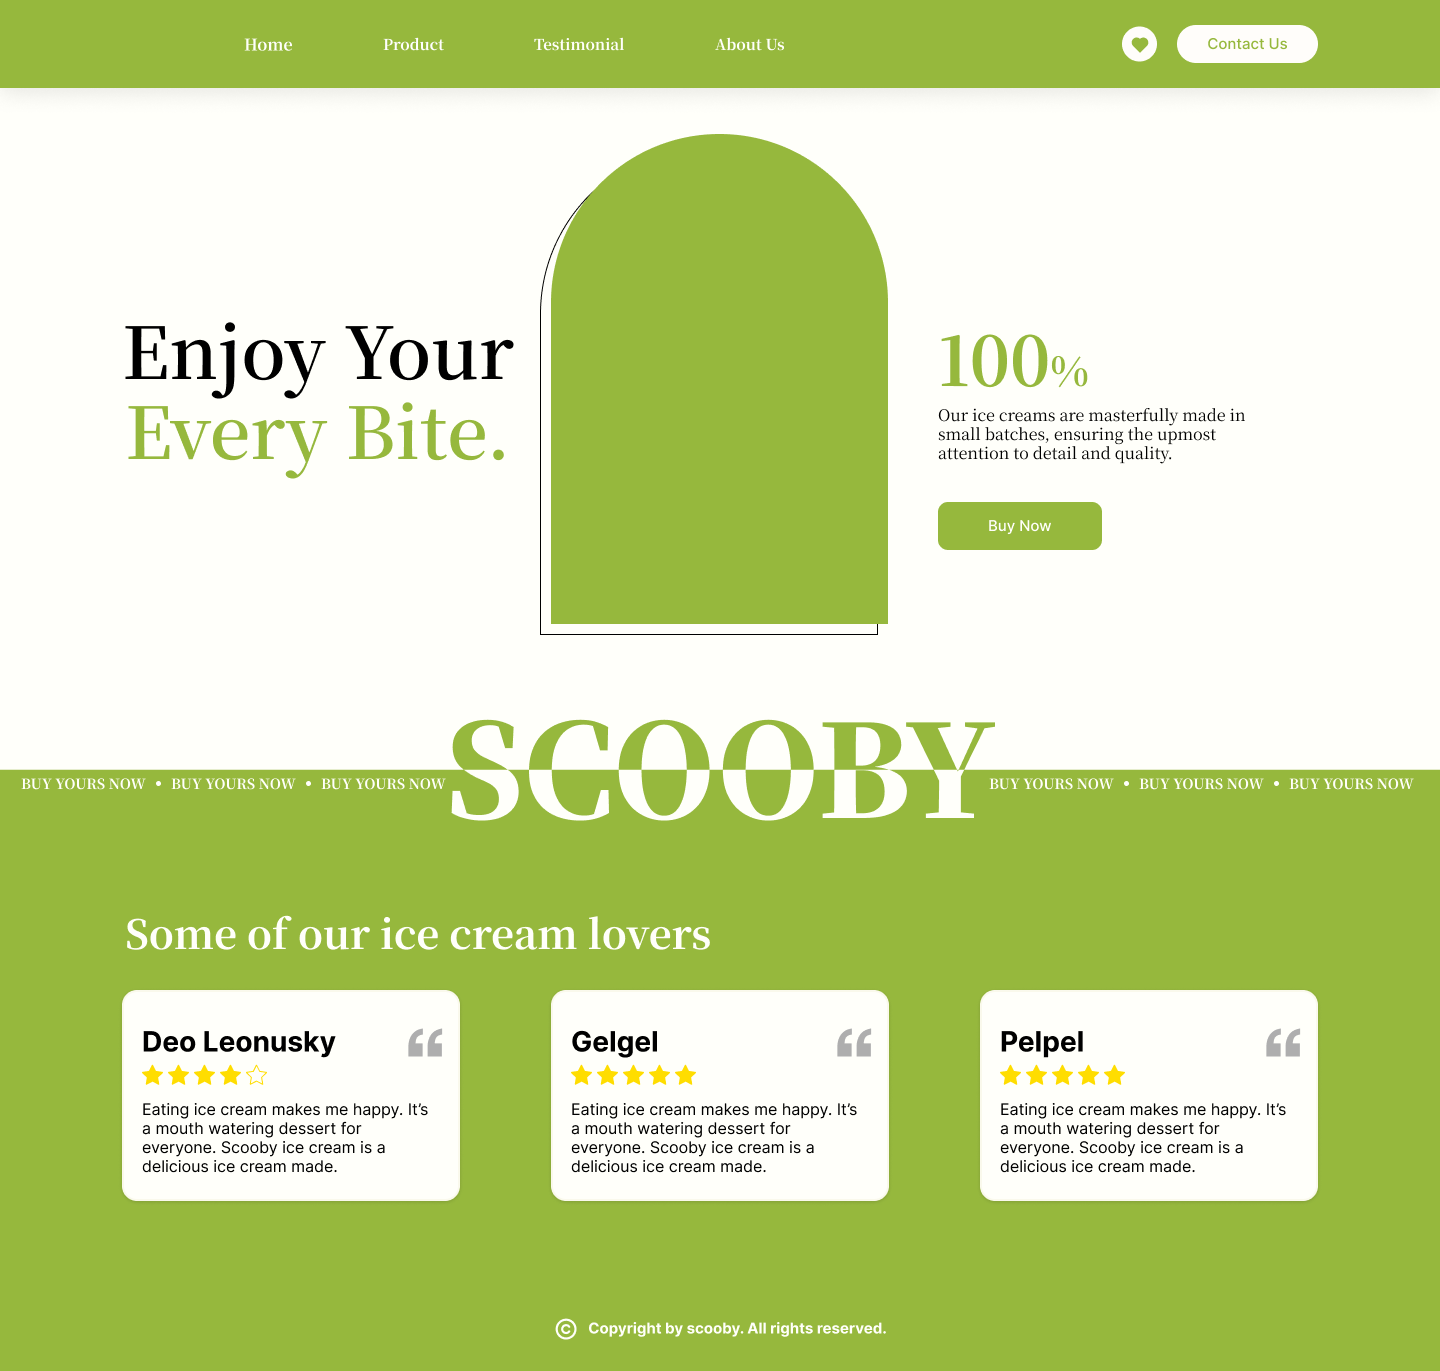 Home
Product
Testimonial
About Us
Contact Us
Enjoy Your
Every Bite.
100%
Our ice creams are masterfully made in
small batches, ensuring the upmost
attention to detail and quality.
Buy Now
SCOOBY
BUY YOURS NOW • BUY YOURS NOW • BUY YOURS NOW
BUY YOURS NOW • BUY YOURS NOW • BUY YOURS NOW
Some of our ice cream lovers
Deo Leonusky
Eating ice cream makes me happy. It’s
a mouth watering dessert for
everyone. Scooby ice cream is a
delicious ice cream made.
Gelgel
Eating ice cream makes me happy. It’s
a mouth watering dessert for
everyone. Scooby ice cream is a
delicious ice cream made.
Pelpel
Eating ice cream makes me happy. It’s
a mouth watering dessert for
everyone. Scooby ice cream is a
delicious ice cream made.
© Copyright by scooby. All rights reserved.